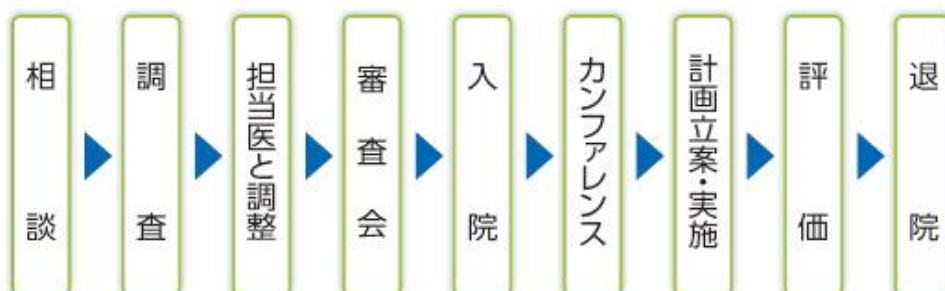 相談
調査
担当医と調整
審査会
入院
カンファレンス
計画立案・実施
評価
退院